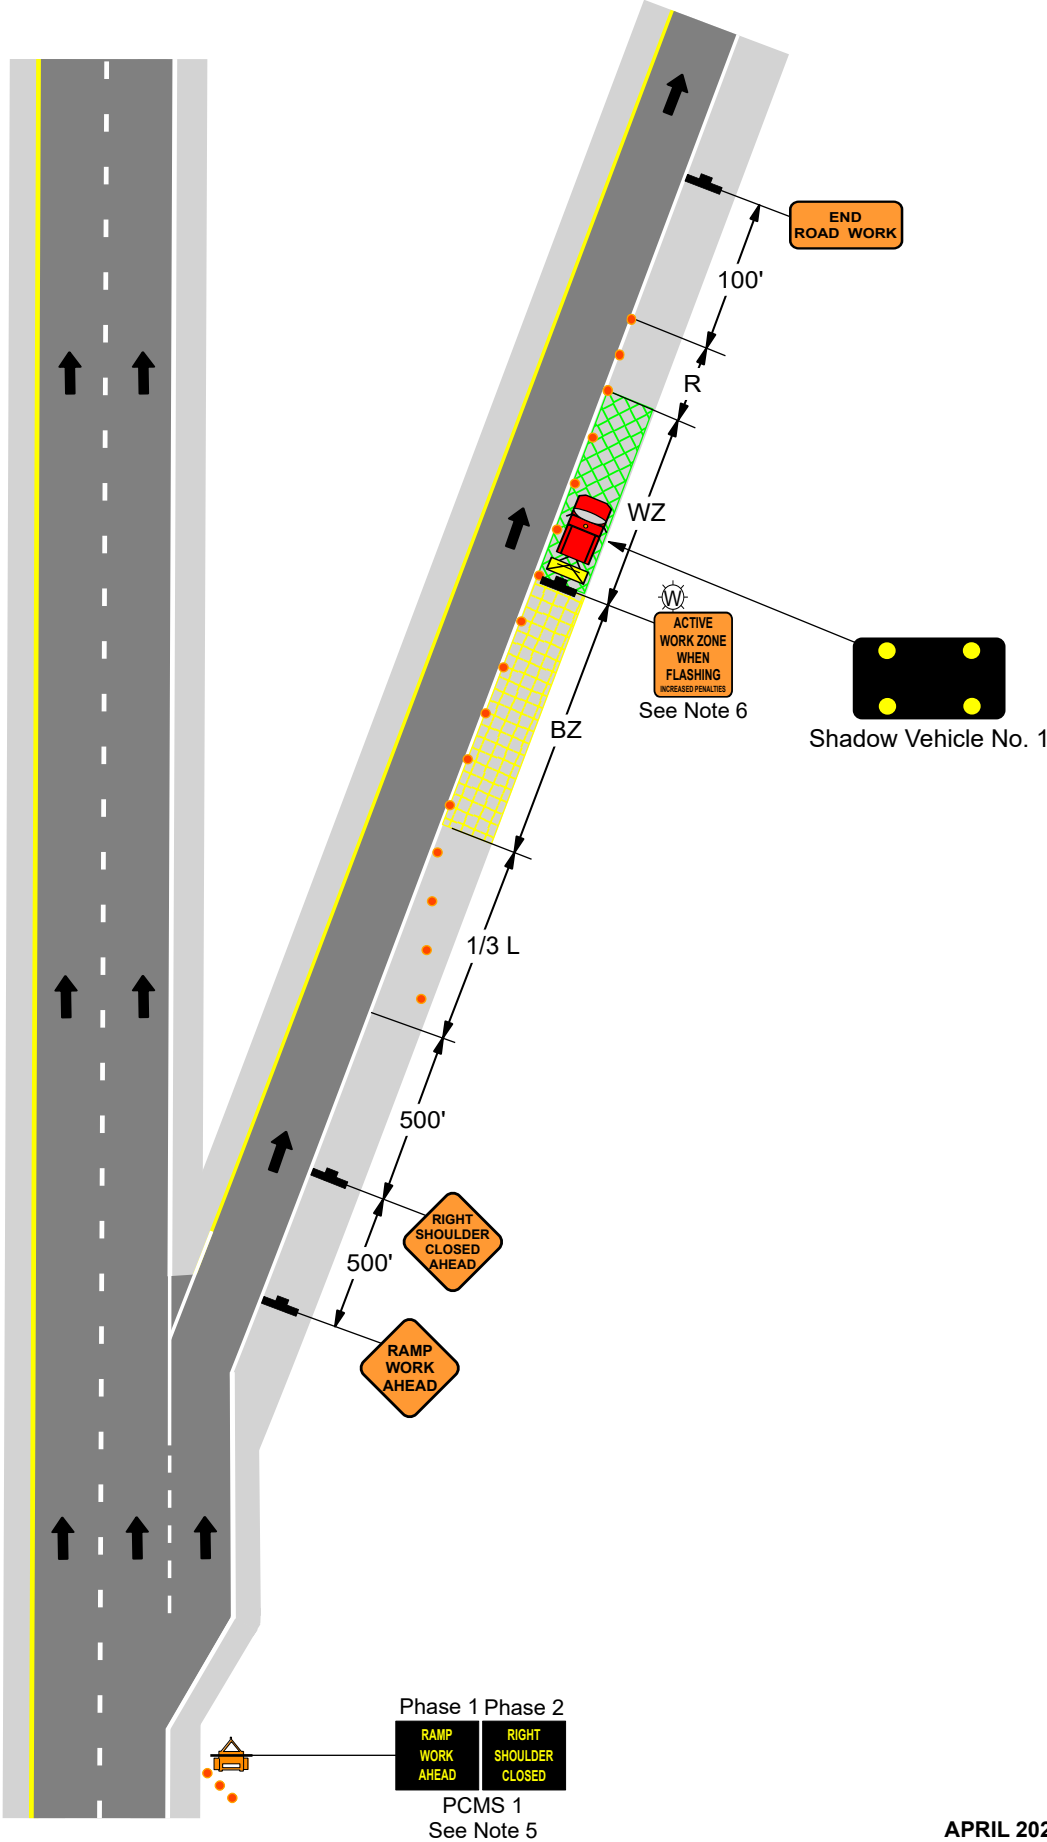 END
ROAD WORK
100'
R
WZ
W
ACTIVE
WORK ZONE
WHEN
FLASHING
INCREASED PENALTIES
See Note 6
Shadow Vehicle No. 1
BZ
1/3 L
500'
RIGHT
SHOULDER
CLOSED
AHEAD
500'
RAMP
WORK
AHEAD
Phase 1 Phase 2
RAMP
WORK
AHEAD
RIGHT
SHOULDER
CLOSED
PCMS 1
See Note 5
APRIL 202